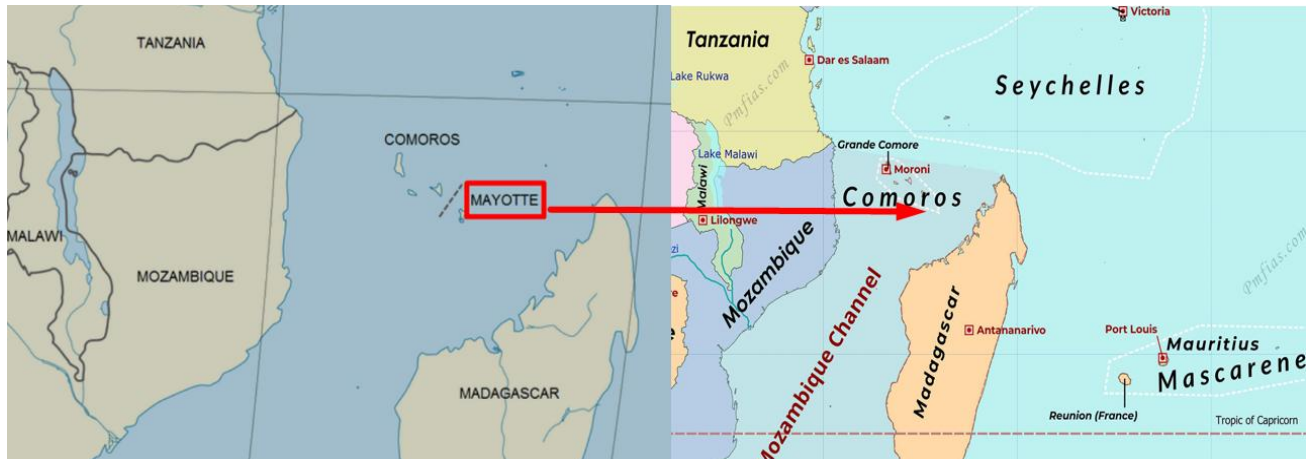 TANZANIA
COMOROS
MAYOTTE
MALAWI
MOZAMBIQUE
MADAGASCAR
Victoria
Tanzania
Dar es Salaam
Lake Rukwa
Pmfias.com
Seychelles
Grande Comore
Lake Malawi
Moroni
Malawi
Comoros
Lilongwe
Mozambique
Mozambique Channel
Madagascar
Antananarivo
Port Louis
Mauritius
Mascarene
Reunion (France)
Pmfias.com
Tropic of Capricorn